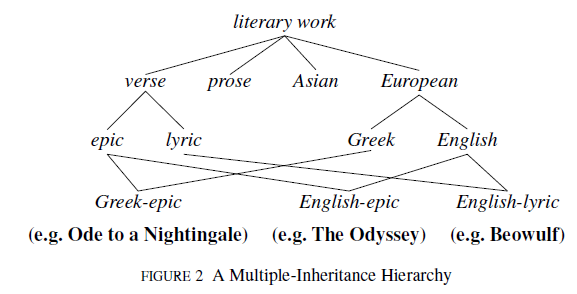 literary work
verse prose Asian European
epic lyric Greek English
Greek-epic English-epic English-lyric
(e.g. Ode to a Nightingale) (e.g. The Odyssey) (e.g. Beowulf)
FIGURE 2 A Multiple-Inheritance Hierarchy